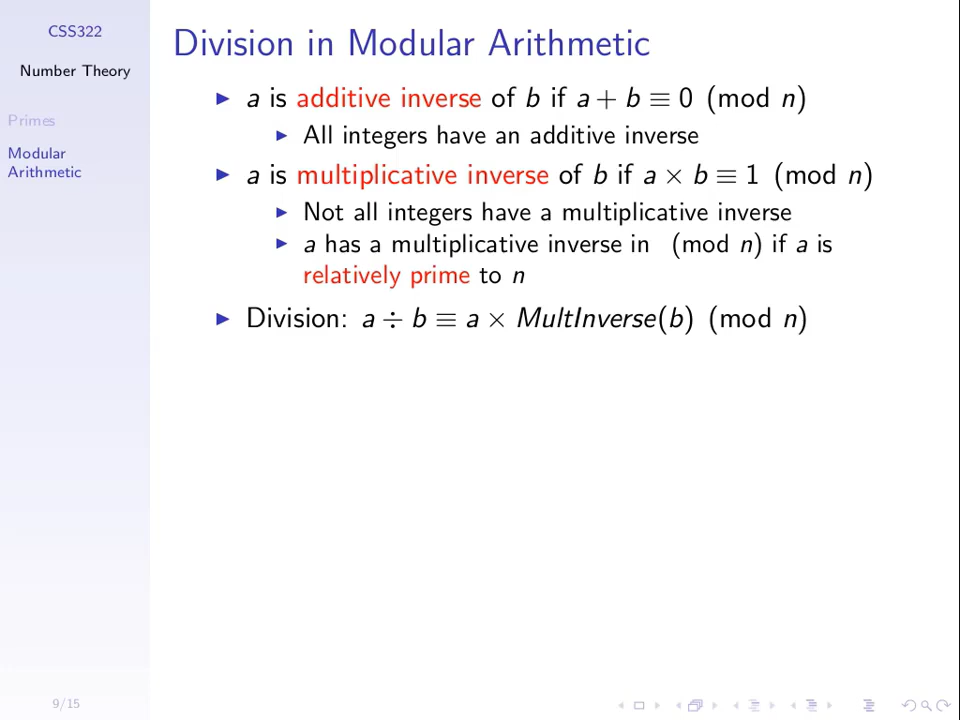 CSS322
Number Theory
Primes
Modular
Arithmetic
Division in Modular Arithmetic
▶ a is additive inverse of b if a + b ≡ 0 (mod n)
▶ All integers have an additive inverse
▶ a is multiplicative inverse of b if a × b ≡ 1 (mod n)
▶ Not all integers have a multiplicative inverse
▶ a has a multiplicative inverse in (mod n) if a is
relatively prime to n
▶ Division: a ÷ b ≡ a × MultInverse(b) (mod n)
9/15